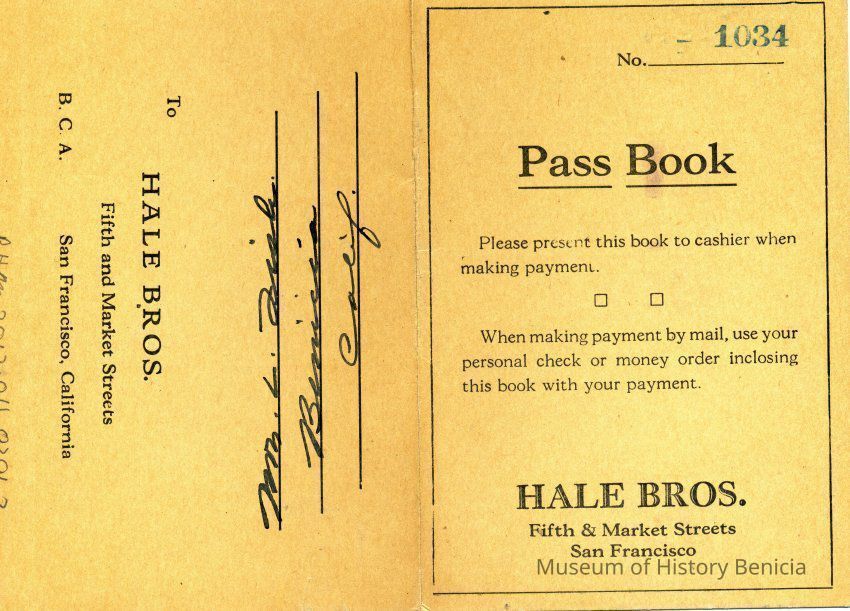 To
HALE BROS.
Fifth and Market Streets
B. C. A. San Francisco, California
Mrs.
Benicia
Calif.
No. - 1034
Pass Book
Please present this book to cashier when
making payment.
When making payment by mail, use your
personal check or money order inclosing
this book with your payment.
HALE BROS.
Fifth & Market Streets
San Francisco
Museum of History Benicia